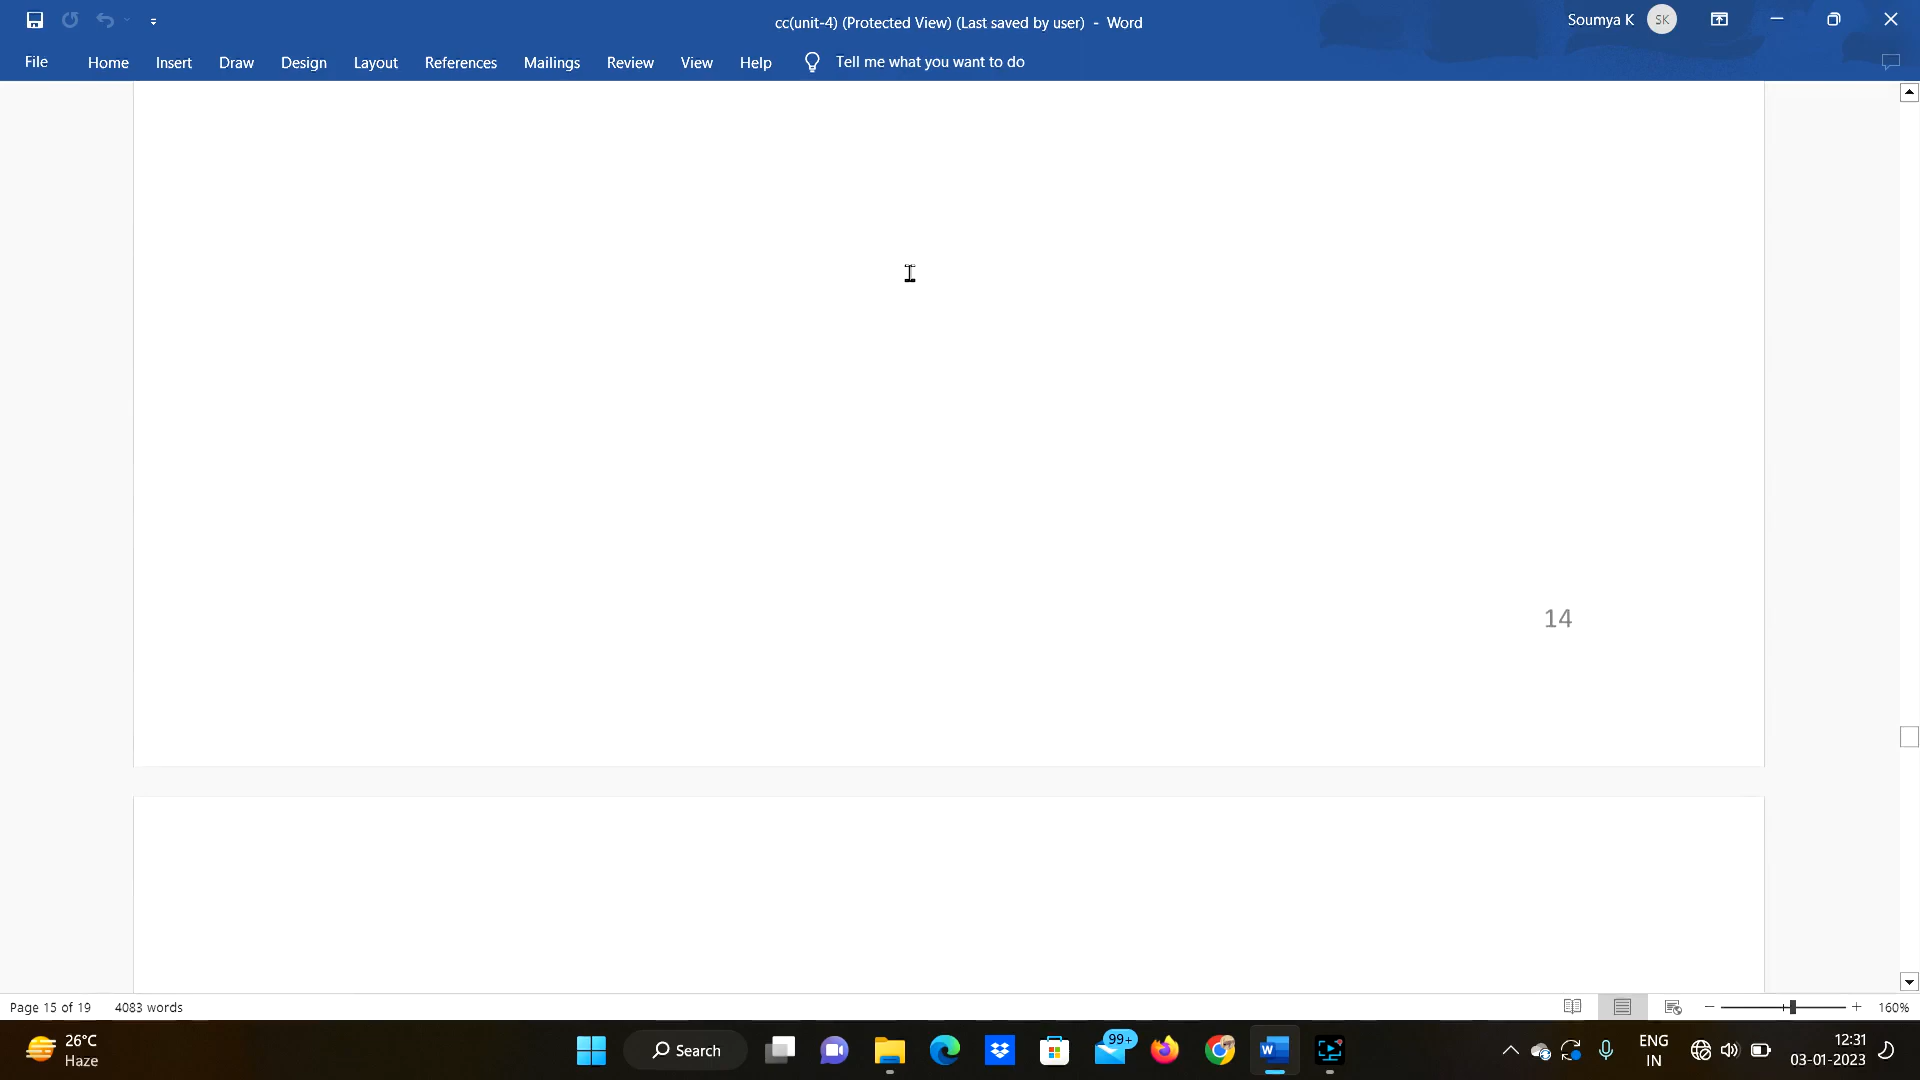 cc(unit-4) (Protected View) (Last saved by user) - Word
Soumya K
SK
File
Home
Insert
Draw
Design
Layout
References
Mailings
Review
View
Help
Tell me what you want to do
14
Page 15 of 19
4083 words
160%
26°C
Haze
Search
99+
W
ENG
IN
12:31
03-01-2023